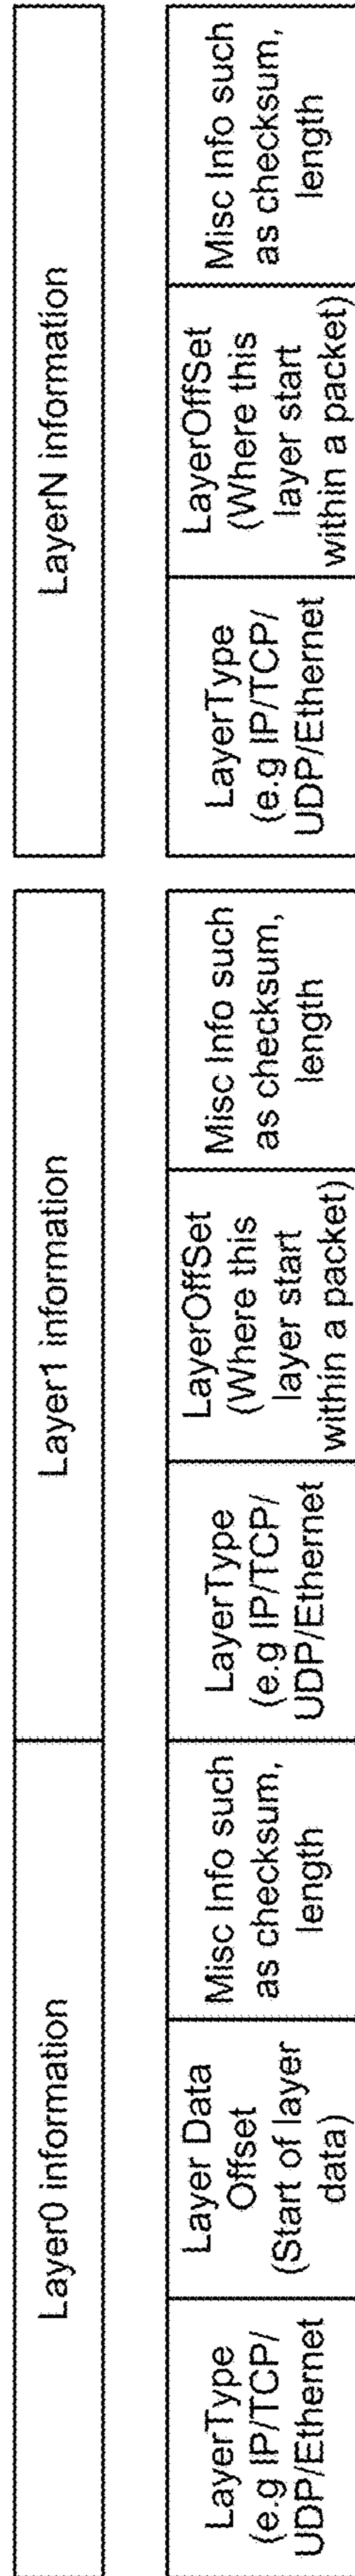 Layer0 information
Layer1 information
LayerN information
LayerType
(e.g IP/TCP/
UDP/Ethernet
Layer Data
Offset
(Start of layer
data)
Misc Info such
as checksum,
length
LayerType
(e.g IP/TCP/
UDP/Ethernet
LayerOffSet
(Where this
layer start
within a packet)
Misc Info such
as checksum,
length
LayerType
(e.g IP/TCP/
UDP/Ethernet
LayerOffSet
(Where this
layer start
within a packet)
Misc Info such
as checksum,
length